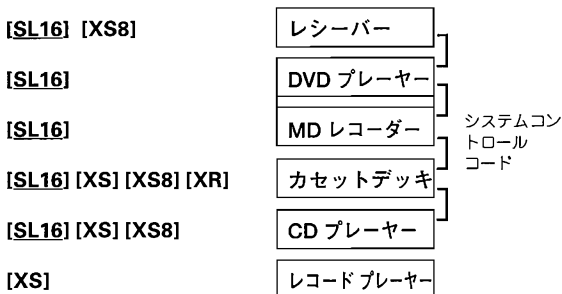 [SL16] [XS8] レシーバー
[SL16] DVD プレーヤー
[SL16] MD レコーダー
[SL16] [XS] [XS8] [XR] カセットデッキ
[SL16] [XS] [XS8] CD プレーヤー
[XS] レコード プレーヤー
システムコン
トロール
コード